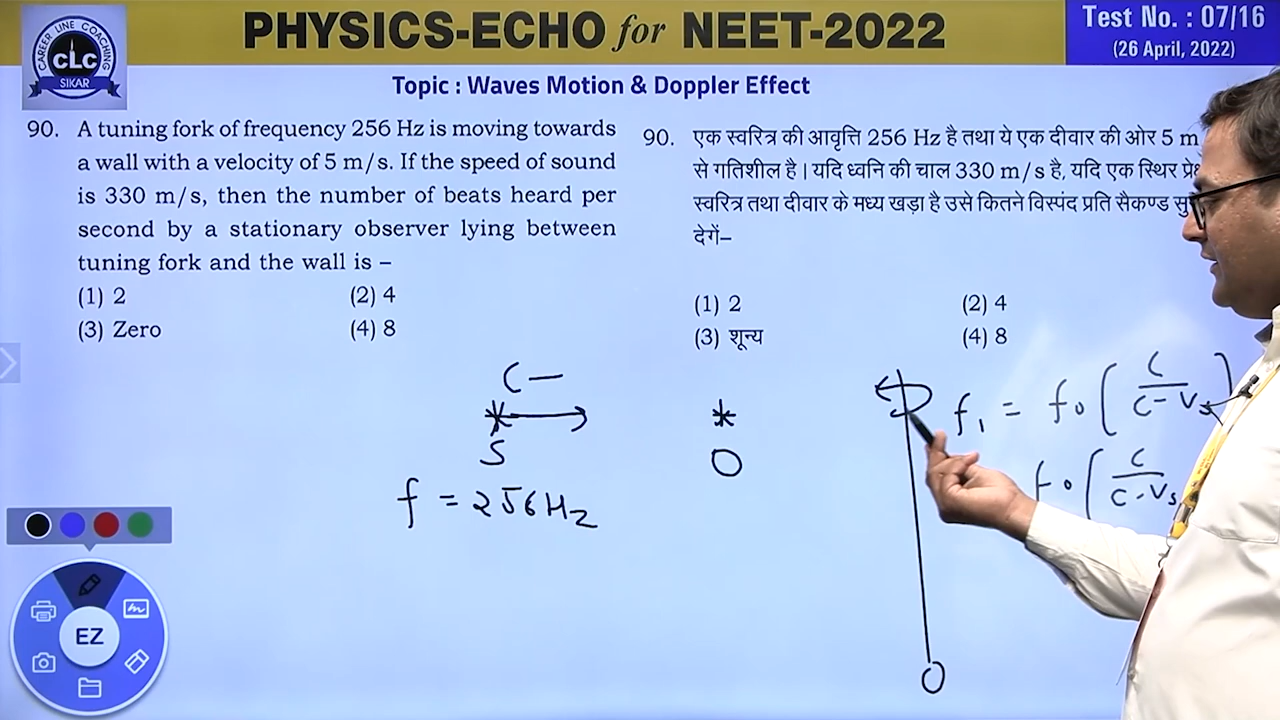 CAREER LINE COACHING
CLC
SIKAR
PHYSICS-ECHO for NEET-2022
Test No. : 07/16
(26 April, 2022)
Topic : Waves Motion & Doppler Effect
90. A tuning fork of frequency 256 Hz is moving towards
a wall with a velocity of 5 m/s. If the speed of sound
is 330 m/s, then the number of beats heard per
second by a stationary observer lying between
tuning fork and the wall is –
(1) 2 (2) 4
(3) Zero (4) 8
90. एक स्वरित्र की आवृत्ति 256 Hz है तथा ये एक दीवार की ओर 5 m
से गतिशील है। यदि ध्वनि की चाल 330 m/s है, यदि एक स्थिर
स्वरित्र तथा दीवार के मध्य खड़ा है उसे कितने विस्पंद प्रति सैकण्ड
देगें–
(1) 2 (2) 4
(3) शून्य (4) 8
C —
S
O
f = 256 Hz
f₁ = f₀ ( C / C - Vs )
f₀ ( C / C - Vs
O
EZ